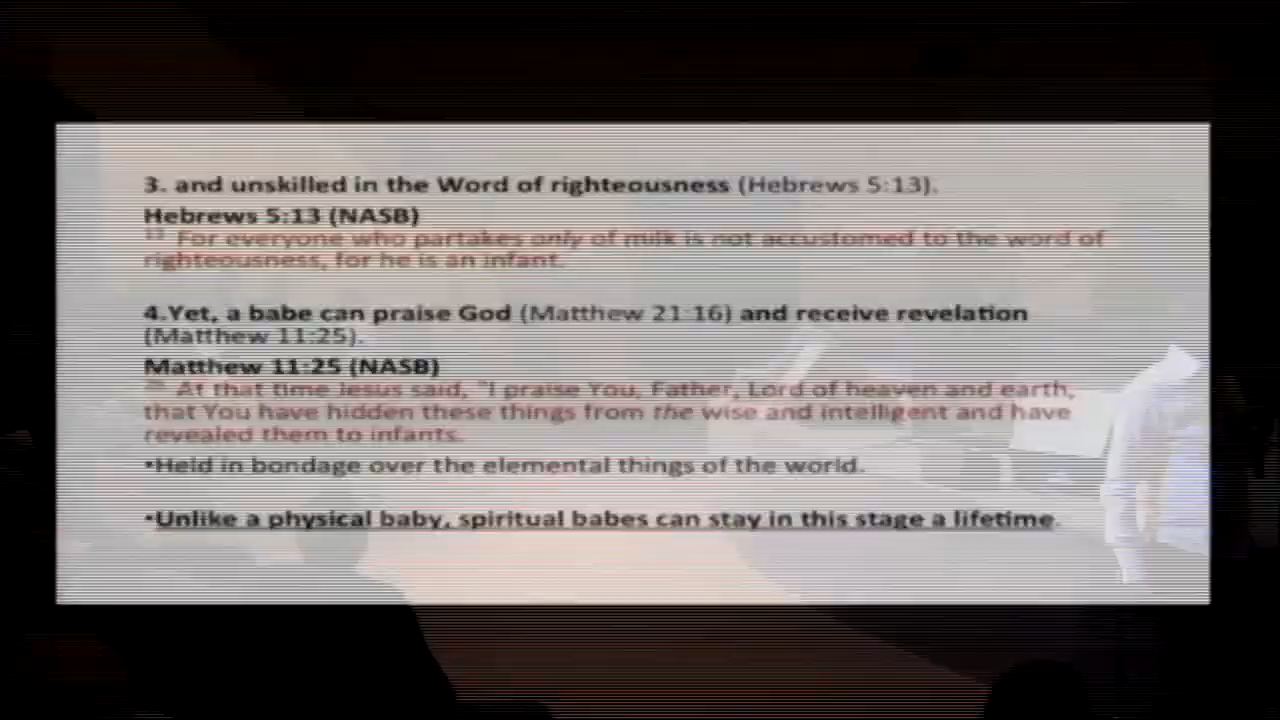 3. and unskilled in the Word of righteousness (Hebrews 5:13).
Hebrews 5:13 (NASB)
13 For everyone who partakes only of milk is not accustomed to the word of
righteousness, for he is an infant.
4.Yet, a babe can praise God (Matthew 21:16) and receive revelation
(Matthew 11:25).
Matthew 11:25 (NASB)
25 At that time Jesus said, "I praise You, Father, Lord of heaven and earth,
that You have hidden these things from the wise and intelligent and have
revealed them to infants.
•Held in bondage over the elemental things of the world.
•Unlike a physical baby, spiritual babes can stay in this stage a lifetime.